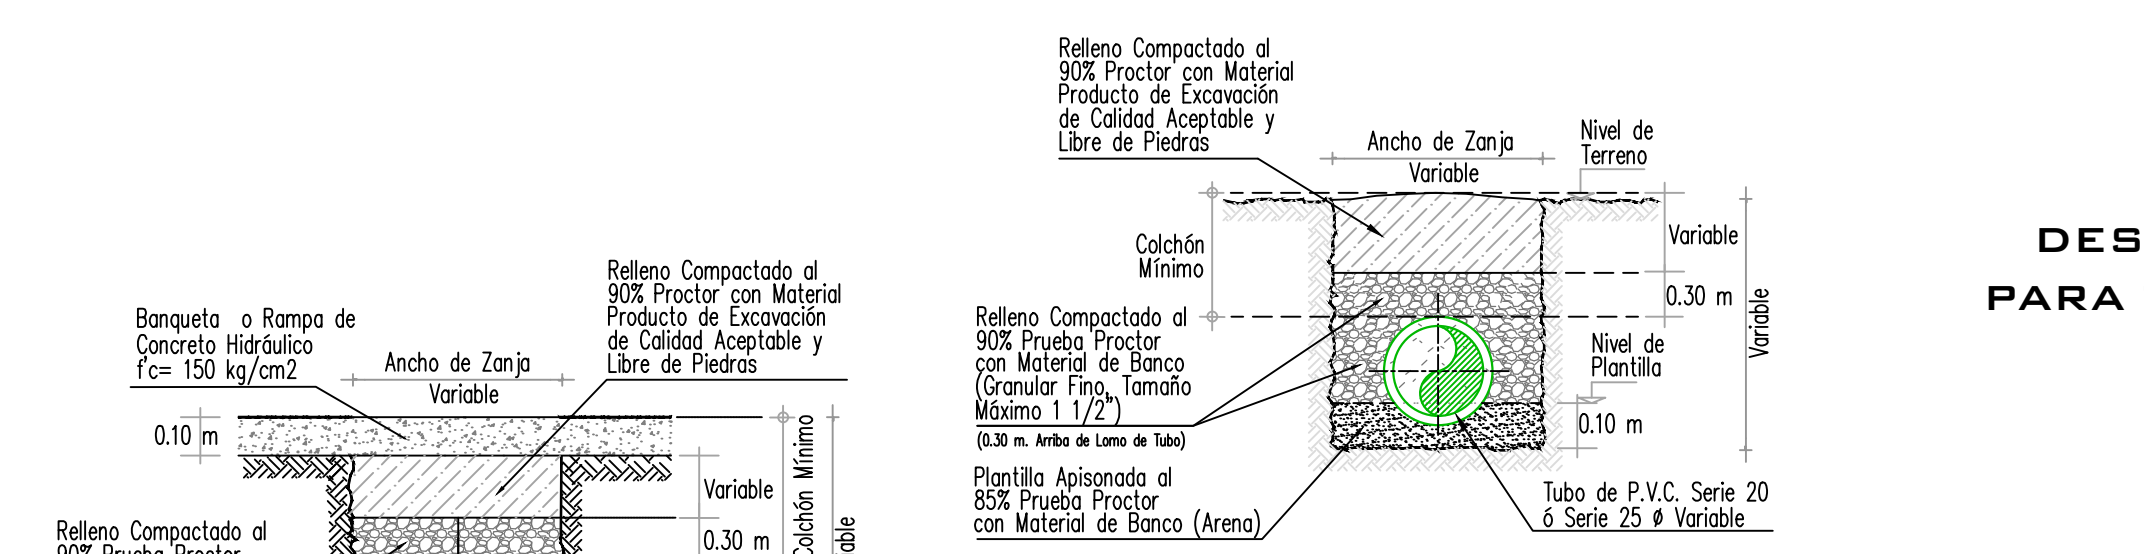 Relleno Compactado al
90% Proctor con Material
Producto de Excavación
de Calidad Aceptable y
Libre de Piedras
Ancho de Zanja
Variable
Nivel de
Terreno
Colchón
Mínimo
Variable
0.30 m
Variable
Relleno Compactado al
90% Prueba Proctor
con Material de Banco
(Granular Fino, Tamaño
Máximo 1 1/2")
(0.30 m. Arriba de Lomo de Tubo)
Nivel de
Plantilla
0.10 m
Plantilla Apisonada al
85% Prueba Proctor
con Material de Banco (Arena)
Tubo de P.V.C. Serie 20
ó Serie 25 ø Variable
DES
PARA
Relleno Compactado al
90% Proctor con Material
Producto de Excavación
de Calidad Aceptable y
Libre de Piedras
Banqueta o Rampa de
Concreto Hidráulico
f'c= 150 kg/cm2
Ancho de Zanja
Variable
0.10 m
Colchón Mínimo
Variable
0.30 m
Relleno Compactado al
90% Prueba Proctor